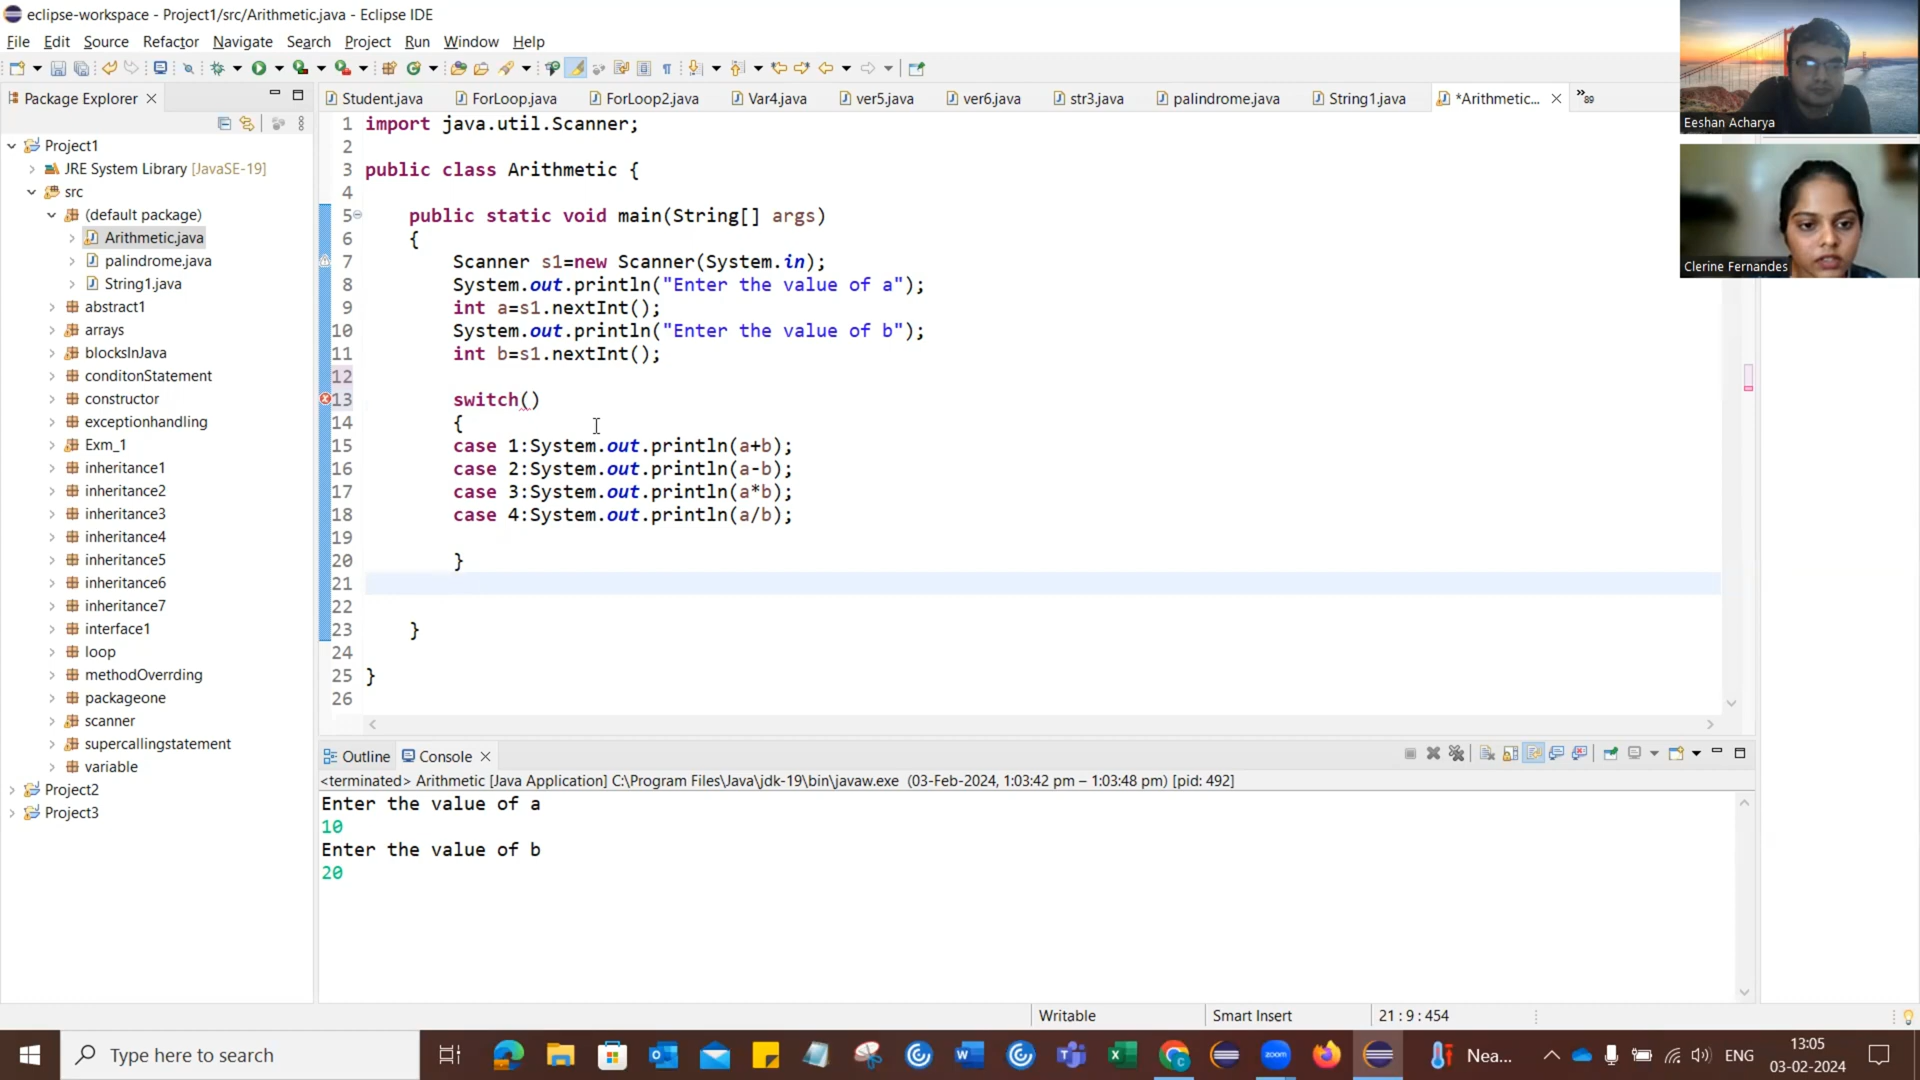 eclipse-workspace - Project1/src/Arithmetic.java - Eclipse IDE
File Edit Source Refactor Navigate Search Project Run Window Help
Package Explorer
Student.java ForLoop.java ForLoop2.java Var4.java ver5.java ver6.java str3.java palindrome.java String1.java *Arithmetic... »89
Project1
JRE System Library [JavaSE-19]
src
(default package)
Arithmetic.java
palindrome.java
String1.java
abstract1
arrays
blocksInJava
conditonStatement
constructor
exceptionhandling
Exm_1
inheritance1
inheritance2
inheritance3
inheritance4
inheritance5
inheritance6
inheritance7
interface1
loop
methodOverrding
packageone
scanner
supercallingstatement
variable
Project2
Project3
1 import java.util.Scanner;
2
3 public class Arithmetic {
4
5 public static void main(String[] args)
6 {
7 Scanner s1=new Scanner(System.in);
8 System.out.println("Enter the value of a");
9 int a=s1.nextInt();
10 System.out.println("Enter the value of b");
11 int b=s1.nextInt();
12
13 switch()
14 {
15 case 1:System.out.println(a+b);
16 case 2:System.out.println(a-b);
17 case 3:System.out.println(a*b);
18 case 4:System.out.println(a/b);
19
20 }
21
22
23 }
24
25 }
26
Eeshan Acharya
Clerine Fernandes
Outline Console
<terminated> Arithmetic [Java Application] C:\Program Files\Java\jdk-19\bin\javaw.exe (03-Feb-2024, 1:03:42 pm – 1:03:48 pm) [pid: 492]
Enter the value of a
10
Enter the value of b
20
Writable Smart Insert 21 : 9 : 454
Type here to search
zoom
Nea... ENG
13:05
03-02-2024